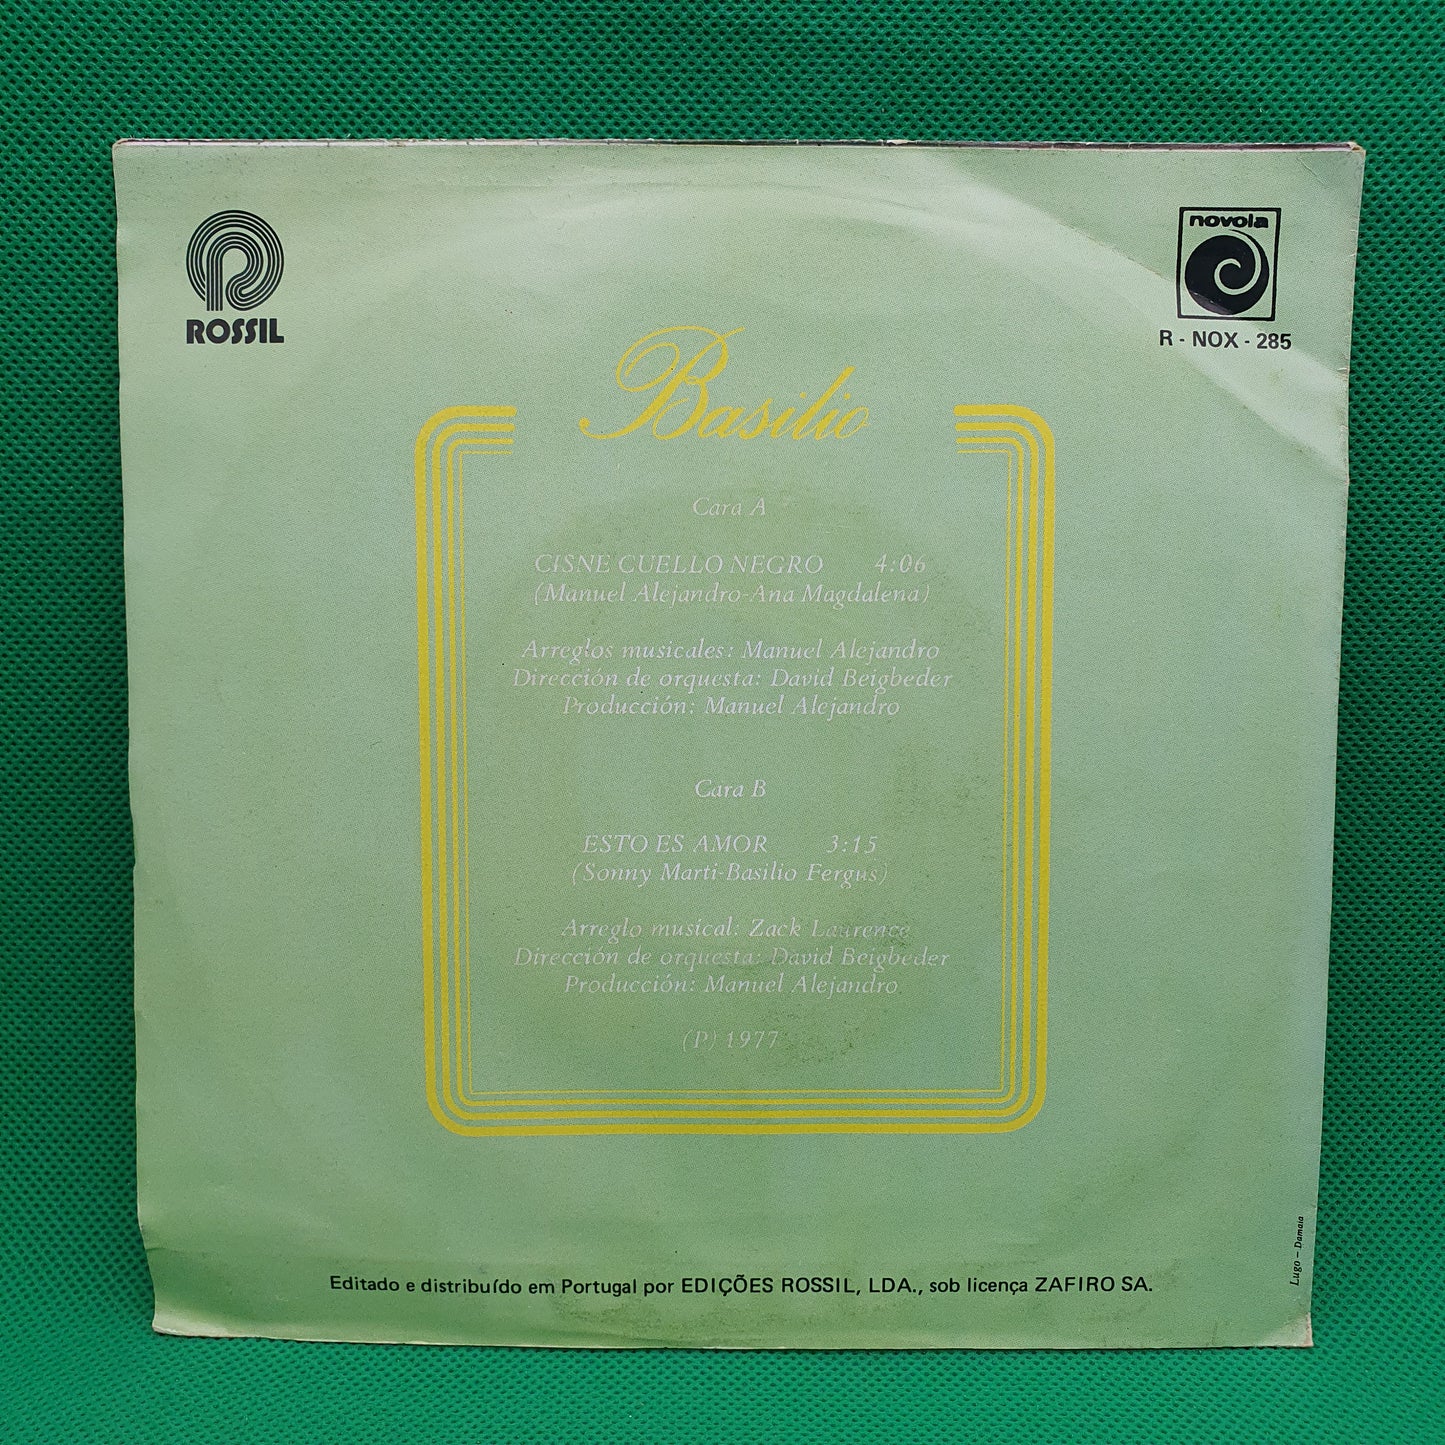 ROSSIL
novola
R - NOX - 285
Basilio
Cara A
CISNE CUELLO NEGRO 4:06
(Manuel Alejandro-Ana Magdalena)
Arreglos musicales: Manuel Alejandro
Dirección de orquesta: David Beigbeder
Producción: Manuel Alejandro
Cara B
ESTO ES AMOR 3:15
(Sonny Marti-Basilio Fergus)
Arreglo musical: Zack Laurence
Dirección de orquesta: David Beigbeder
Producción: Manuel Alejandro
(P) 1977
Editado e distribuído em Portugal por EDIÇÕES ROSSIL, LDA., sob licença ZAFIRO SA.
Lugo – Damaia